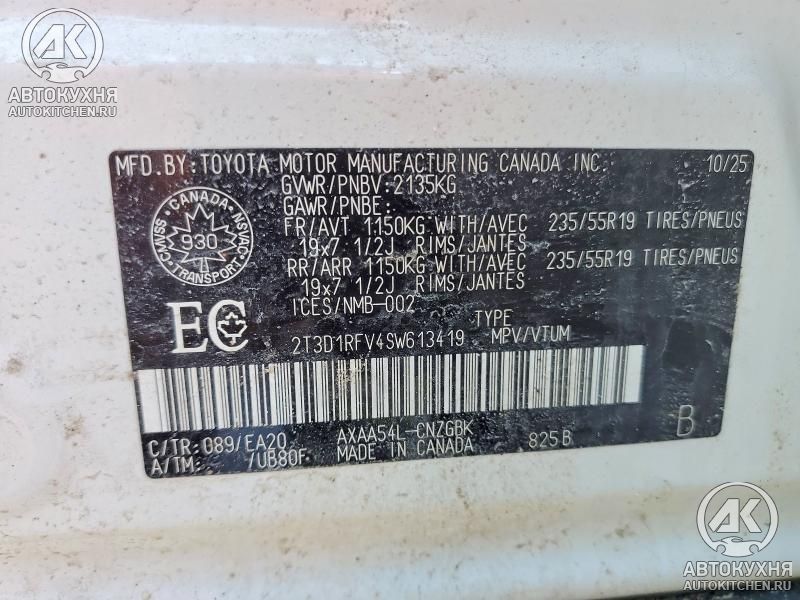 AK
АВТОКУХНЯ
AUTOKITCHEN.RU
MFD.BY:TOYOTA MOTOR MANUFACTURING CANADA INC. 10/25
GVWR/PNBV:2135KG
GAWR/PNBE:
FR/AVT 1150KG WITH/AVEC 235/55R19 TIRES/PNEUS
19x7 1/2J RIMS/JANTES
RR/ARR 1150KG WITH/AVEC 235/55R19 TIRES/PNEUS
19x7 1/2J RIMS/JANTES
ICES/NMB-002
CANADA
CMVSS NSVAC
930
TRANSPORT
EC
TYPE
2T3D1RFV4SW613419 MPV/VTUM
C/TR:089/EA20 AXAA54L-CNZGBK 825B B
A/TM: /UB80F MADE IN CANADA
AK
АВТОКУХНЯ
AUTOKITCHEN.RU